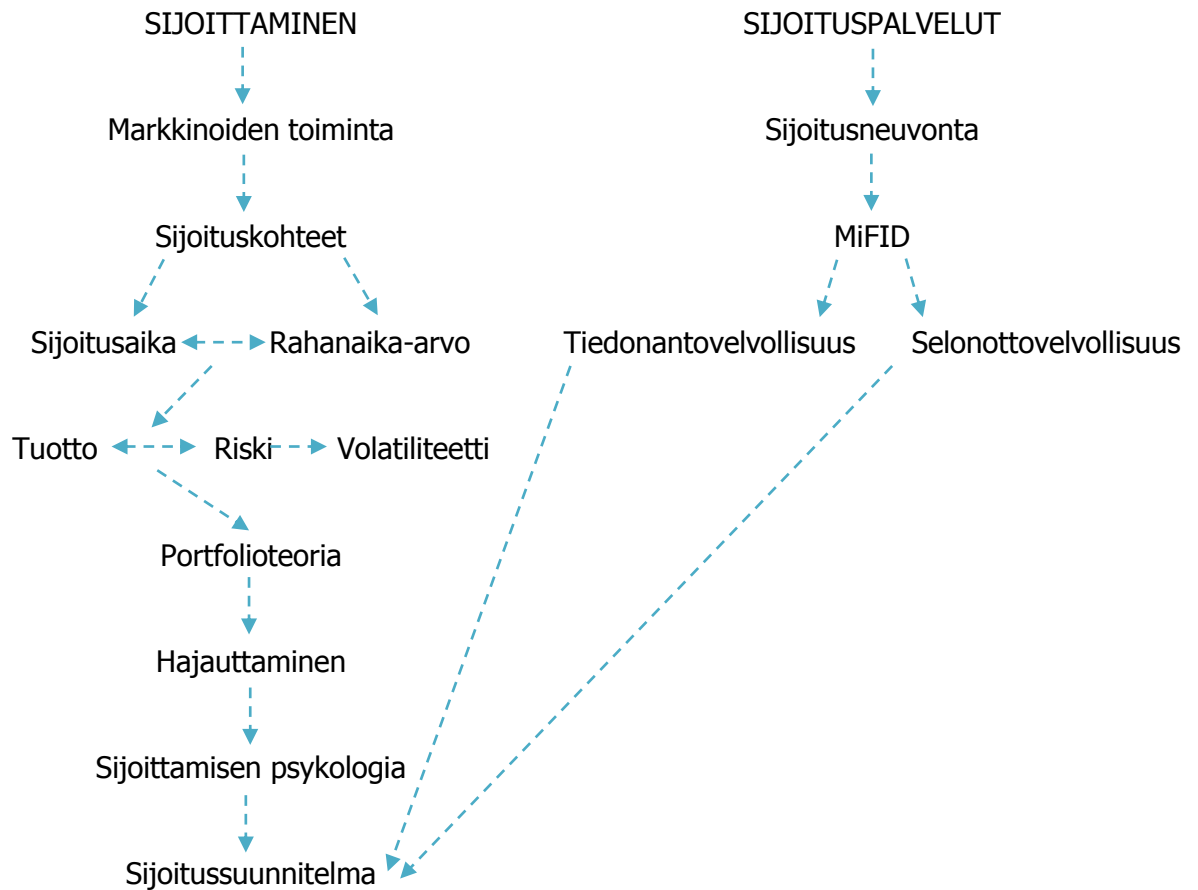 SIJOITTAMINEN SIJOITUSPALVELUT
Markkinoiden toiminta Sijoitusneuvonta
Sijoituskohteet MiFID
Sijoitusaika Rahanaika-arvo Tiedonantovelvollisuus Selonottovelvollisuus
Tuotto Riski Volatiliteetti
Portfolioteoria
Hajauttaminen
Sijoittamisen psykologia
Sijoitussuunnitelma